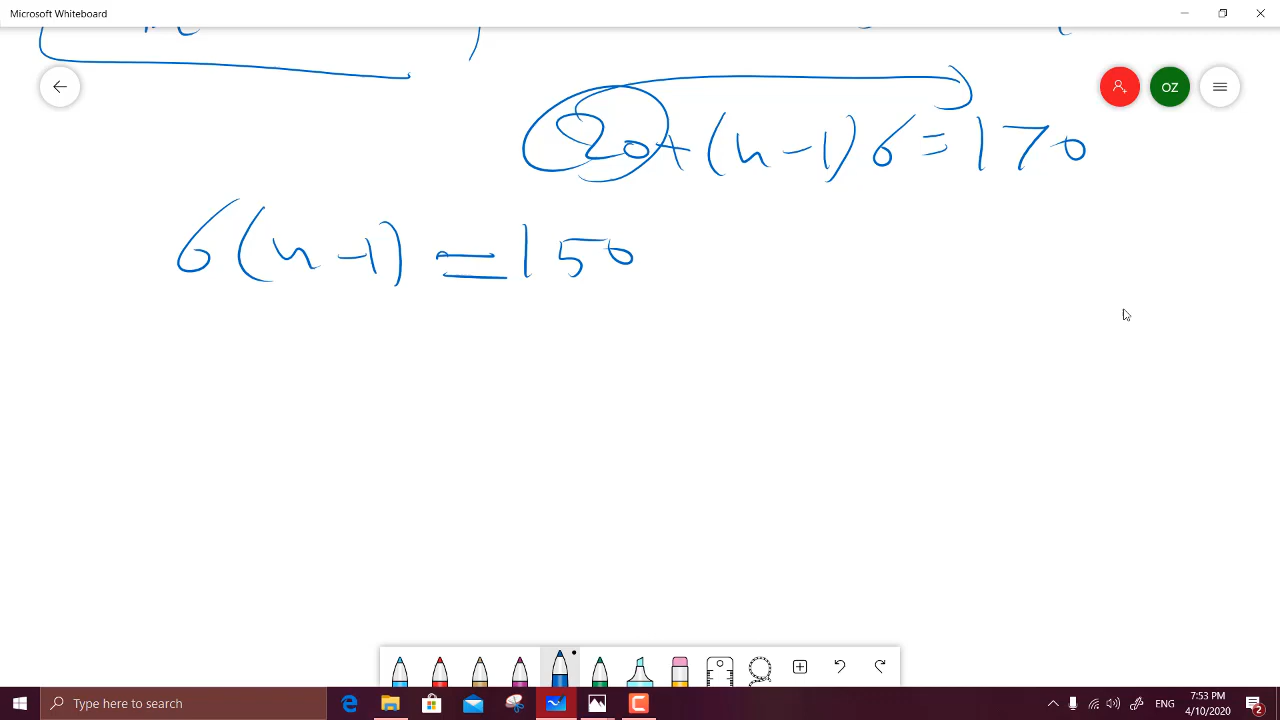 Microsoft Whiteboard
OZ
20+(n-1)6=170
6(n-1)=150
Type here to search
ENG
7:53 PM
4/10/2020
2